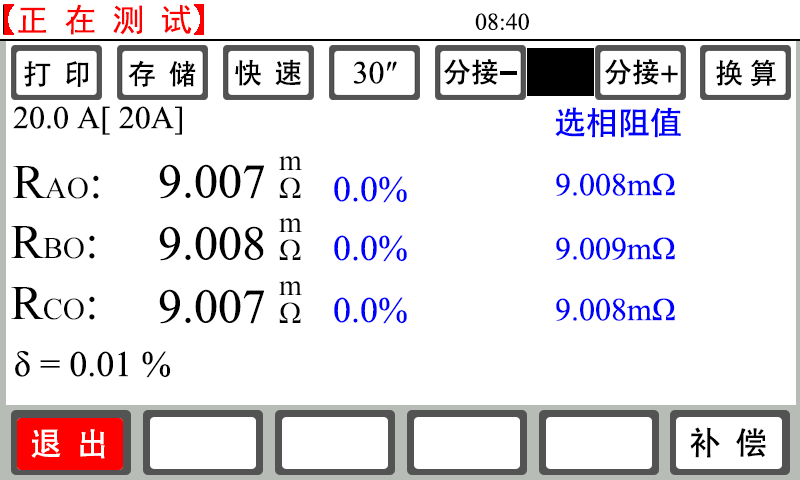 【正 在 测 试】 08:40
打 印 存 储 快 速 30″ 分接− 分接+ 换 算
20.0 A[ 20A] 选相阻值
RAO: 9.007 mΩ 0.0% 9.008mΩ
RBO: 9.008 mΩ 0.0% 9.009mΩ
RCO: 9.007 mΩ 0.0% 9.008mΩ
δ = 0.01 %
退 出 补 偿